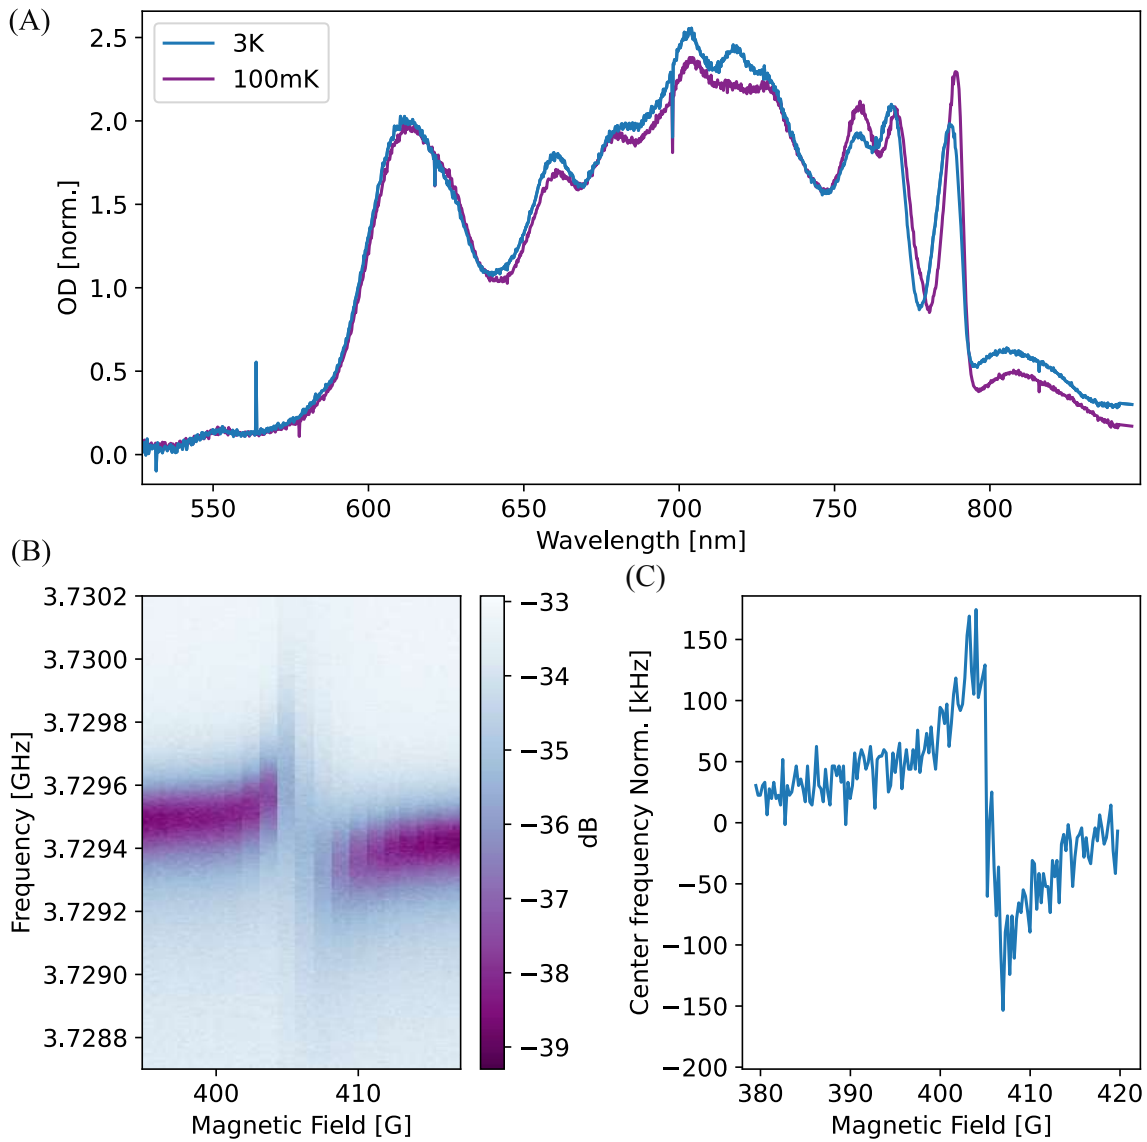 (A)
2.5
2.0
1.5
1.0
0.5
0.0
OD [norm.]
3K
100mK
550 600 650 700 750 800
Wavelength [nm]
(B)
3.7302
3.7300
3.7298
3.7296
3.7294
3.7292
3.7290
3.7288
Frequency [GHz]
400 410
Magnetic Field [G]
−33
−34
−35
−36
−37
−38
−39
dB
(C)
150
100
50
0
−50
−100
−150
−200
Center frequency Norm. [kHz]
380 390 400 410 420
Magnetic Field [G]